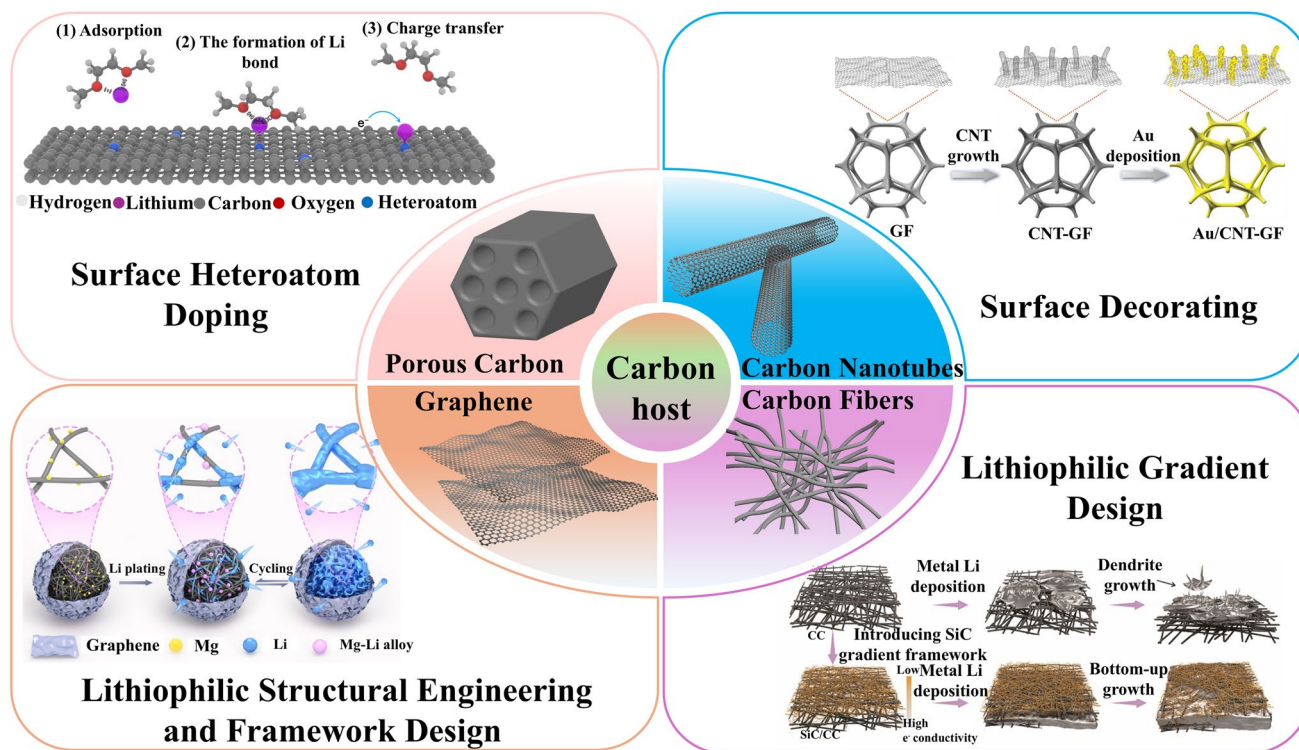 (1) Adsorption
(2) The formation of Li
bond
(3) Charge transfer
e⁻
Hydrogen
Lithium
Carbon
Oxygen
Heteroatom
Surface Heteroatom
Doping
CNT
growth
Au
deposition
GF
CNT-GF
Au/CNT-GF
Surface Decorating
Porous Carbon
Carbon Nanotubes
Carbon
host
Graphene
Carbon Fibers
Li plating
Cycling
Graphene
Mg
Li
Mg-Li alloy
Lithiophilic Structural Engineering
and Framework Design
Lithiophilic Gradient
Design
Metal Li
deposition
Dendrite
growth
CC
Introducing SiC
gradient framework
Low
Metal Li
deposition
Bottom-up
growth
High
e⁻ conductivity
SiC/CC